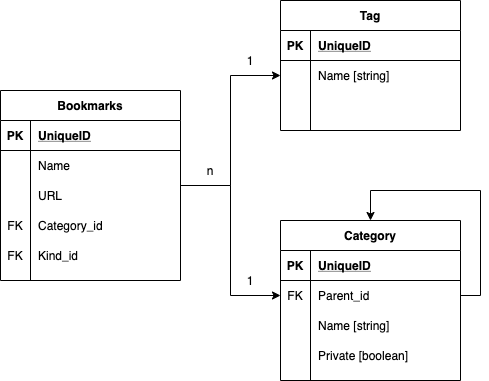 Tag
PK UniqueID
Name [string]
1
Bookmarks
PK UniqueID
Name
URL
FK Category_id
FK Kind_id
n
1
Category
PK UniqueID
FK Parent_id
Name [string]
Private [boolean]